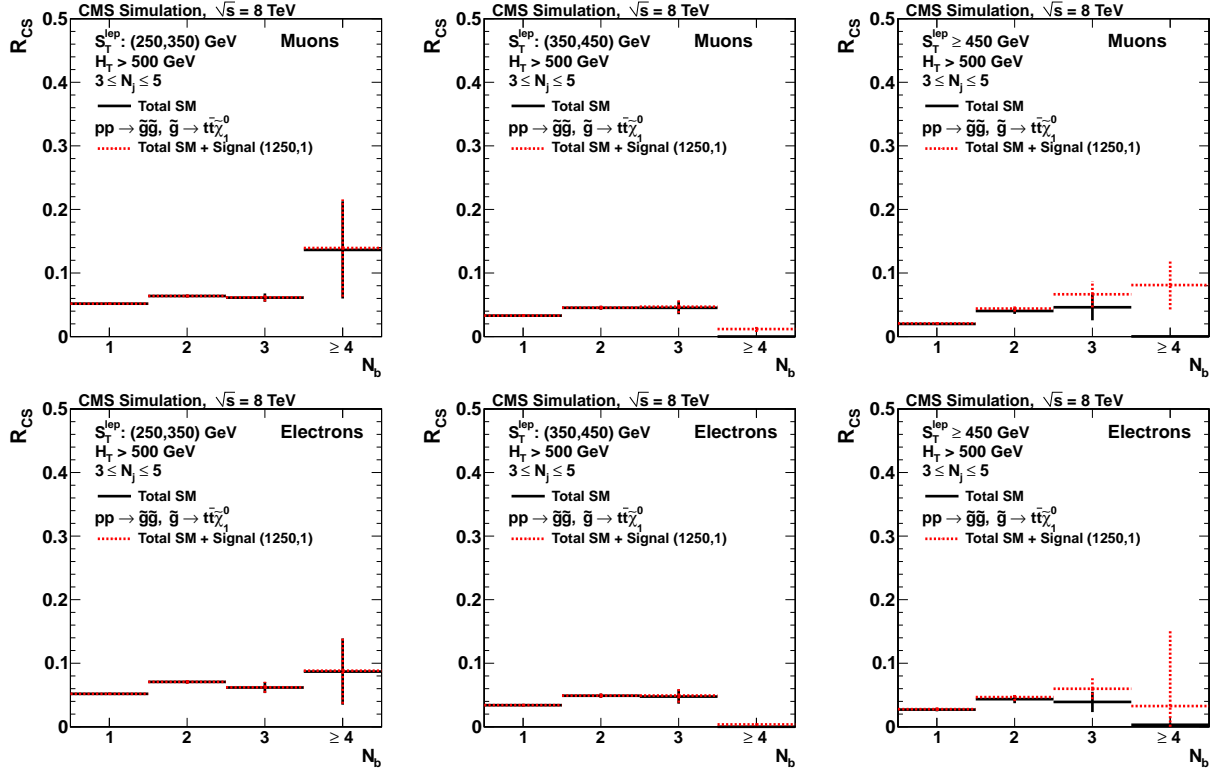 CMS Simulation, √s = 8 TeV
R_CS
0.5
0.4
0.3
0.2
0.1
0
S_T^lep: (250,350) GeV
Muons
H_T > 500 GeV
3 ≤ N_j ≤ 5
Total SM
pp → g̃g̃, g̃ → tt̄χ̃_1^0
Total SM + Signal (1250,1)
1 2 3 ≥ 4
N_b
CMS Simulation, √s = 8 TeV
R_CS
0.5
0.4
0.3
0.2
0.1
0
S_T^lep: (350,450) GeV
Muons
H_T > 500 GeV
3 ≤ N_j ≤ 5
Total SM
pp → g̃g̃, g̃ → tt̄χ̃_1^0
Total SM + Signal (1250,1)
1 2 3 ≥ 4
N_b
CMS Simulation, √s = 8 TeV
R_CS
0.5
0.4
0.3
0.2
0.1
0
S_T^lep ≥ 450 GeV
Muons
H_T > 500 GeV
3 ≤ N_j ≤ 5
Total SM
pp → g̃g̃, g̃ → tt̄χ̃_1^0
Total SM + Signal (1250,1)
1 2 3 ≥ 4
N_b
CMS Simulation, √s = 8 TeV
R_CS
0.5
0.4
0.3
0.2
0.1
0
S_T^lep: (250,350) GeV
Electrons
H_T > 500 GeV
3 ≤ N_j ≤ 5
Total SM
pp → g̃g̃, g̃ → tt̄χ̃_1^0
Total SM + Signal (1250,1)
1 2 3 ≥ 4
N_b
CMS Simulation, √s = 8 TeV
R_CS
0.5
0.4
0.3
0.2
0.1
0
S_T^lep: (350,450) GeV
Electrons
H_T > 500 GeV
3 ≤ N_j ≤ 5
Total SM
pp → g̃g̃, g̃ → tt̄χ̃_1^0
Total SM + Signal (1250,1)
1 2 3 ≥ 4
N_b
CMS Simulation, √s = 8 TeV
R_CS
0.5
0.4
0.3
0.2
0.1
0
S_T^lep ≥ 450 GeV
Electrons
H_T > 500 GeV
3 ≤ N_j ≤ 5
Total SM
pp → g̃g̃, g̃ → tt̄χ̃_1^0
Total SM + Signal (1250,1)
1 2 3 ≥ 4
N_b